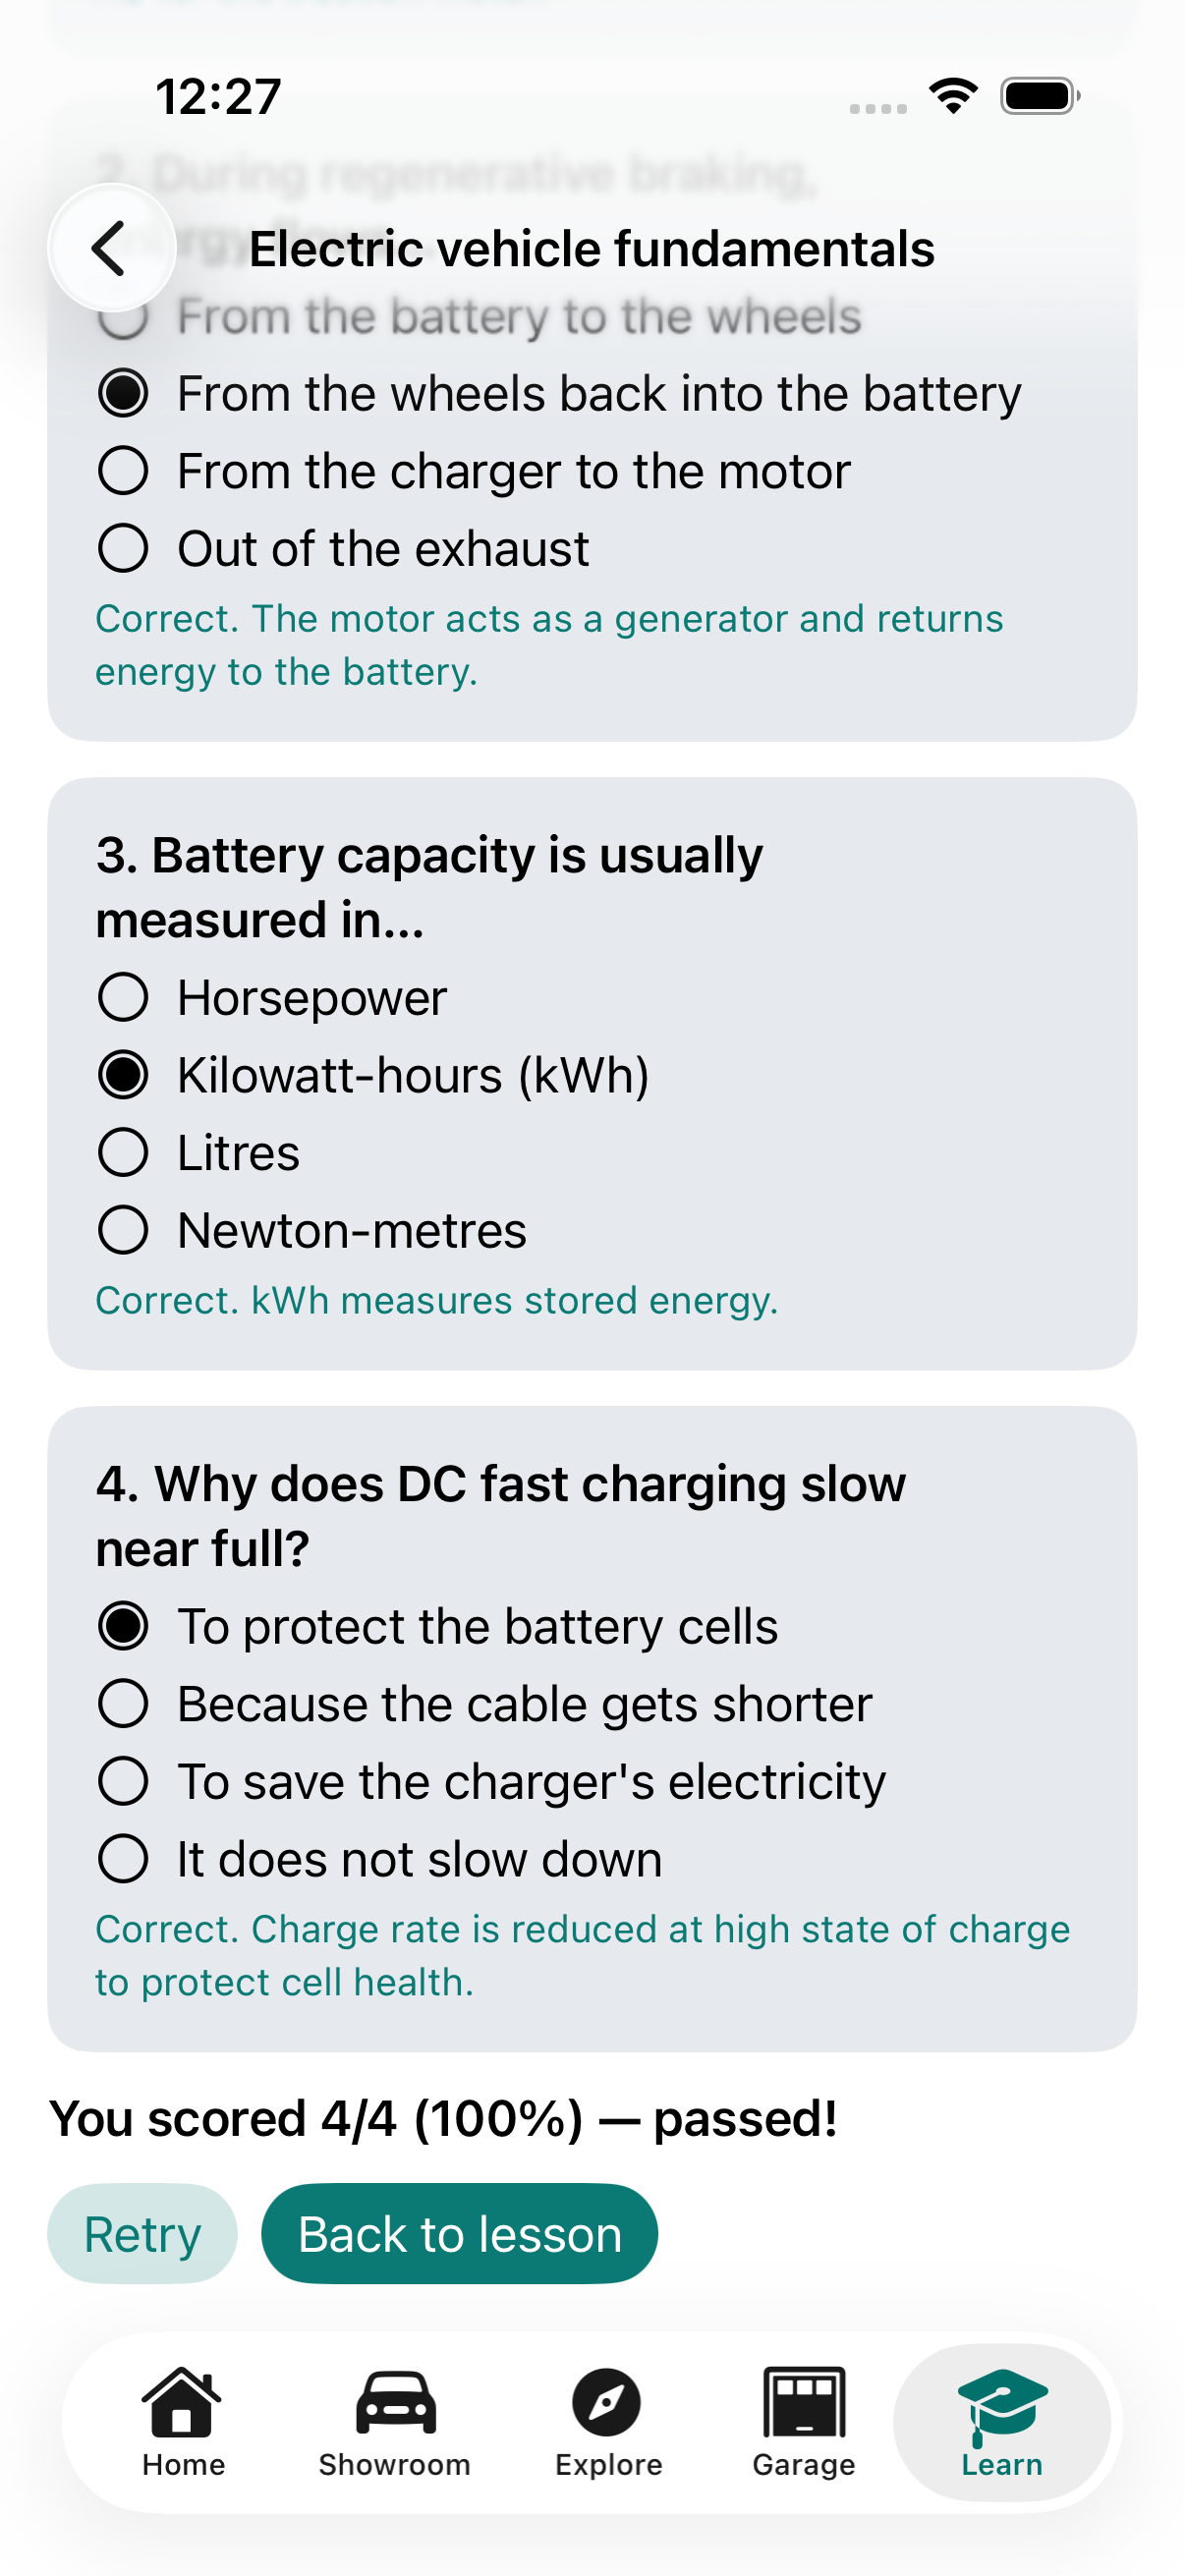 12:27
2. During regenerative braking,
Electric vehicle fundamentals
From the battery to the wheels
From the wheels back into the battery
From the charger to the motor
Out of the exhaust
Correct. The motor acts as a generator and returns
energy to the battery.
3. Battery capacity is usually
measured in...
Horsepower
Kilowatt-hours (kWh)
Litres
Newton-metres
Correct. kWh measures stored energy.
4. Why does DC fast charging slow
near full?
To protect the battery cells
Because the cable gets shorter
To save the charger's electricity
It does not slow down
Correct. Charge rate is reduced at high state of charge
to protect cell health.
You scored 4/4 (100%) — passed!
Retry
Back to lesson
Home
Showroom
Explore
Garage
Learn